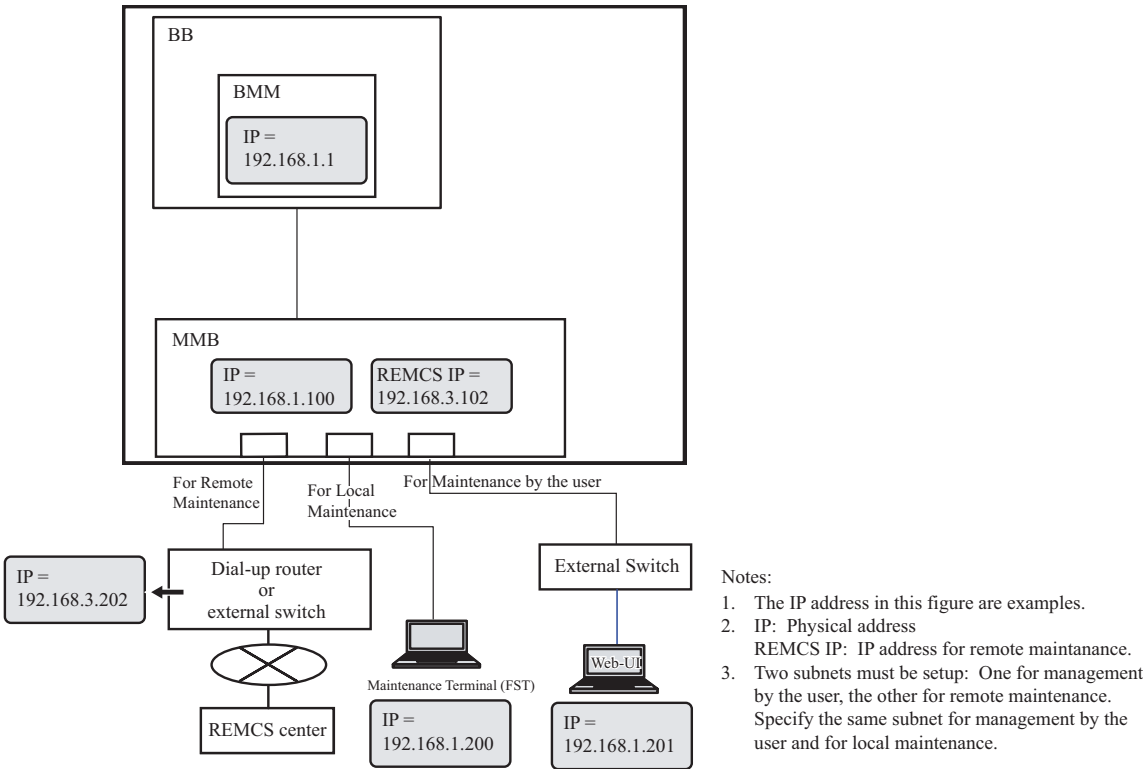 BB
BMM
IP =
192.168.1.1
MMB
IP =
192.168.1.100
REMCS IP =
192.168.3.102
For Remote
Maintenance
For Local
Maintenance
For Maintenance by the user
IP =
192.168.3.202
Dial-up router
or
external switch
External Switch
Web-UI
Maintenance Terminal (FST)
REMCS center
IP =
192.168.1.200
IP =
192.168.1.201
Notes:
1. The IP address in this figure are examples.
2. IP: Physical address
REMCS IP: IP address for remote maintanance.
3. Two subnets must be setup: One for management
by the user, the other for remote maintenance.
Specify the same subnet for management by the
user and for local maintenance.